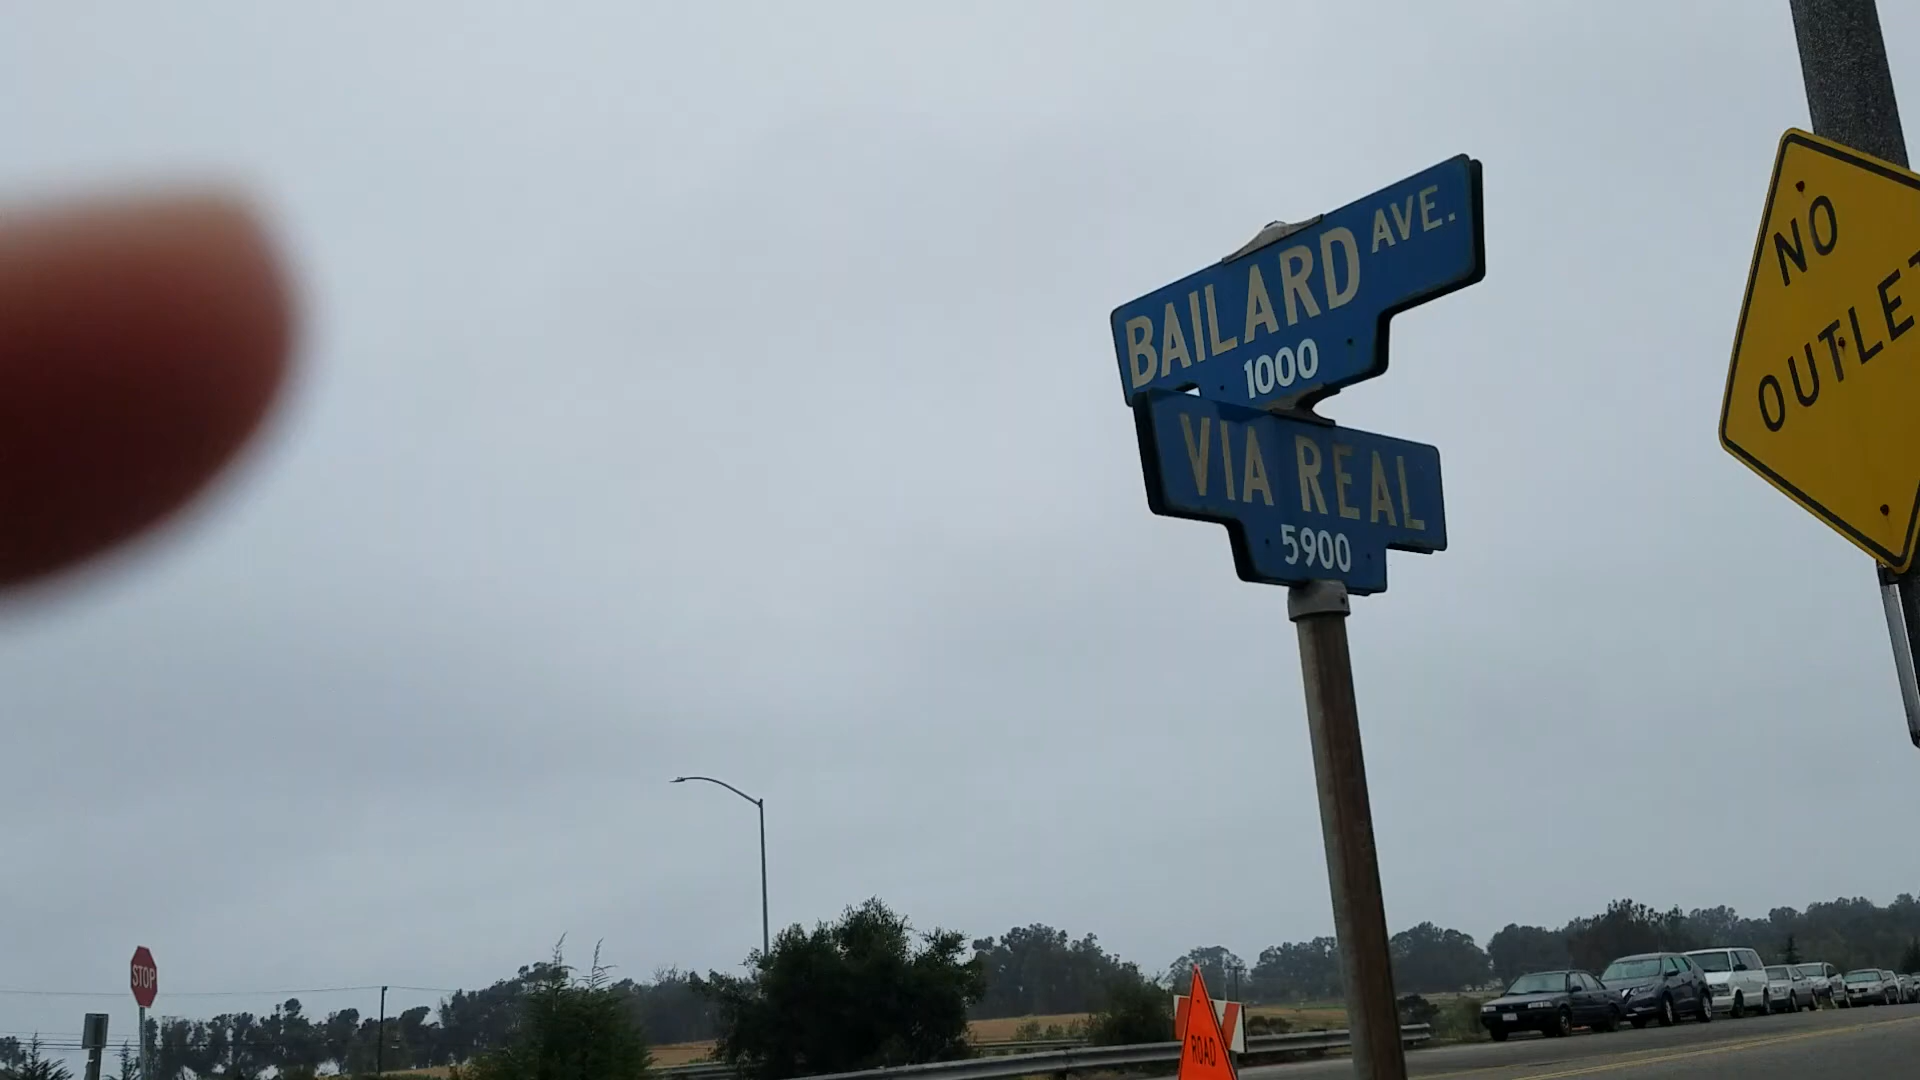 BAILARD AVE.
1000
VIA REAL
5900
NO
OUTLET
STOP
ROAD